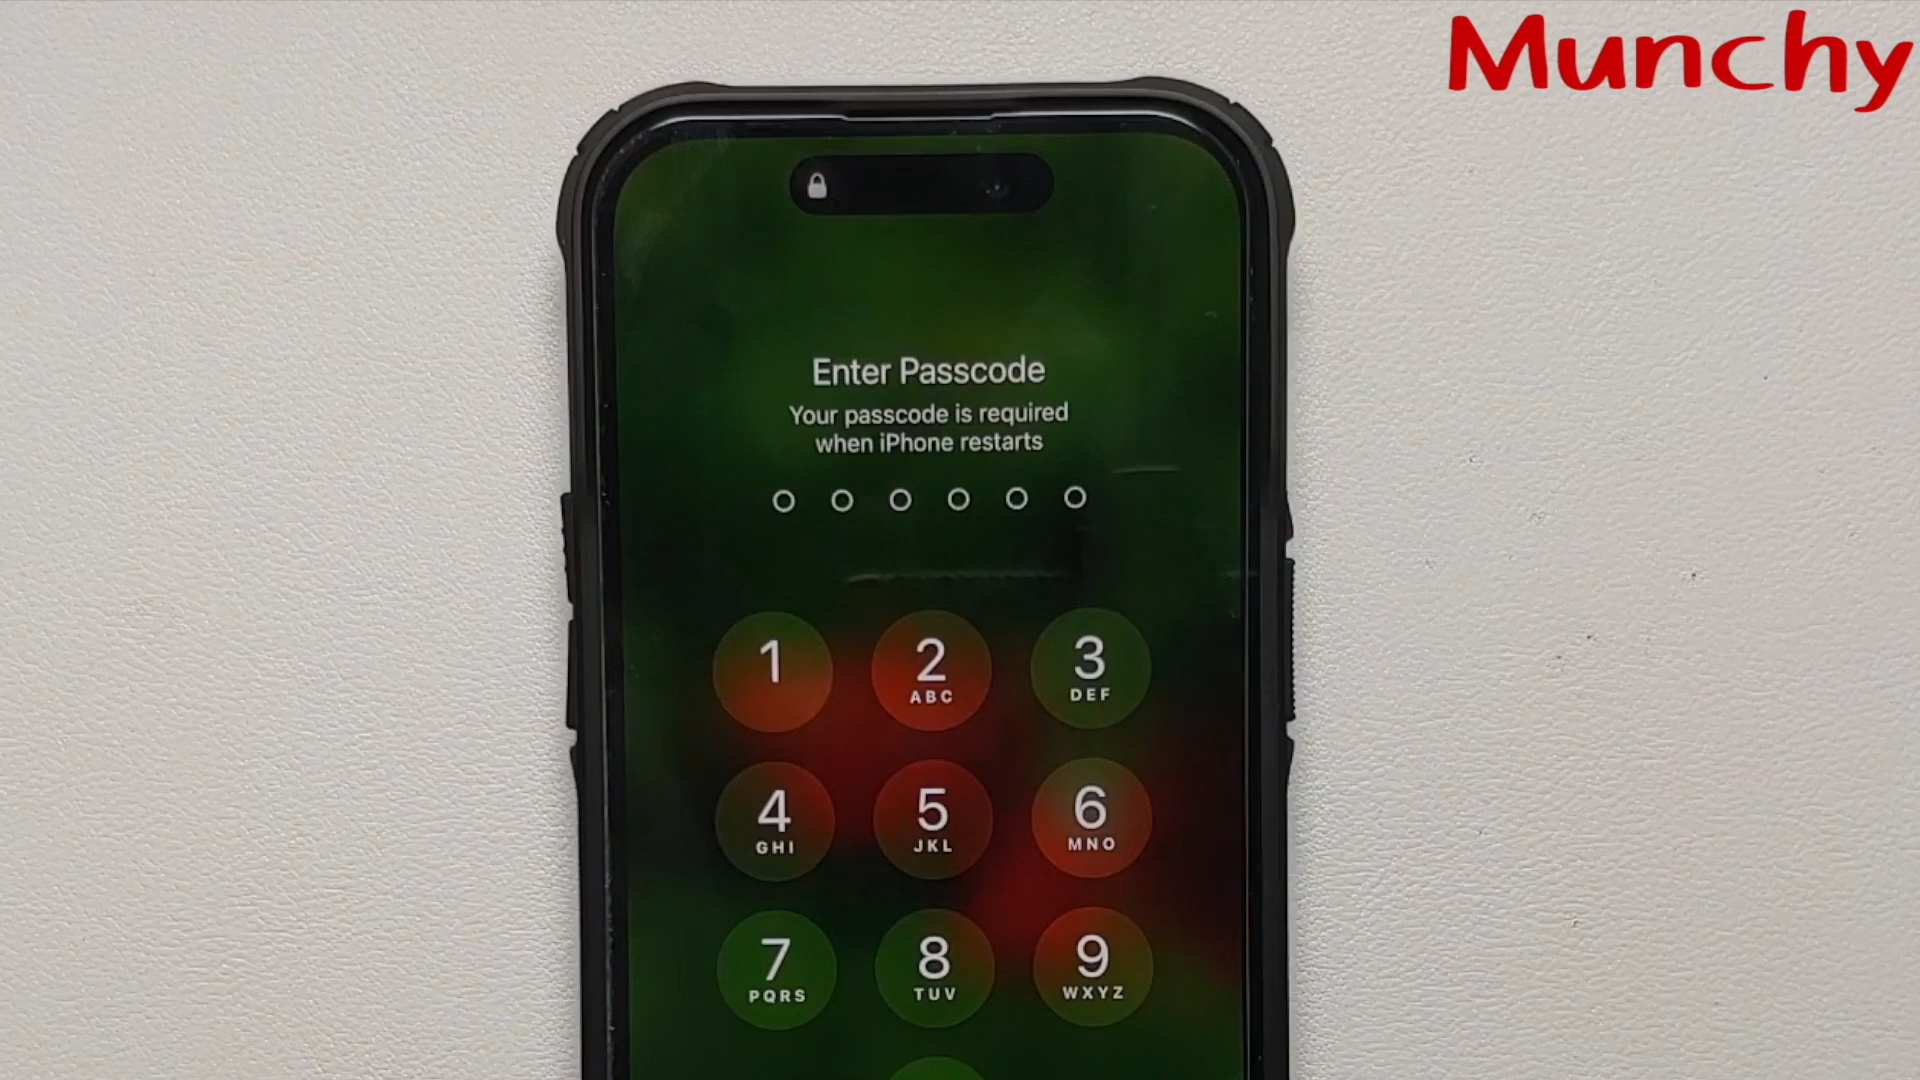 Munchy
Enter Passcode
Your passcode is required
when iPhone restarts
1
2
ABC
3
DEF
4
GHI
5
JKL
6
MNO
7
PQRS
8
TUV
9
WXYZ